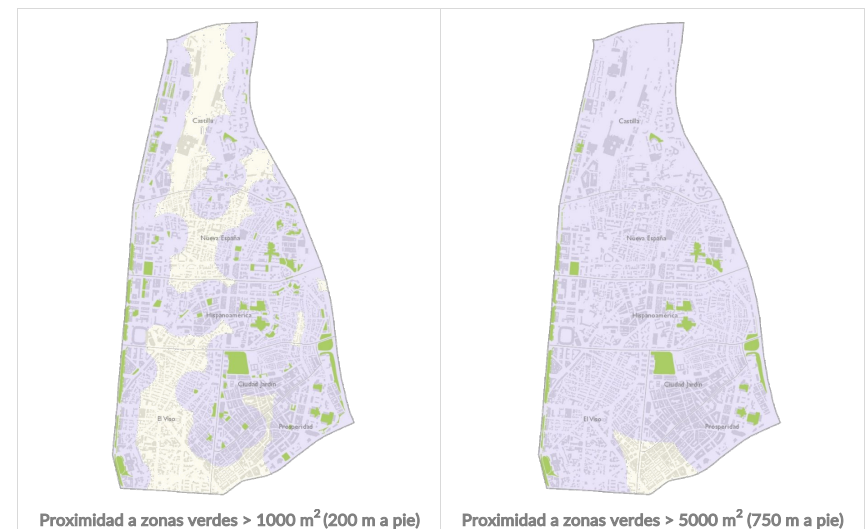 Castilla
Nueva España
Hispanoamérica
Ciudad Jardín
El Viso
Prosperidad
Proximidad a zonas verdes > 1000 m² (200 m a pie)
Castilla
Nueva España
Hispanoamérica
Ciudad Jardín
El Viso
Prosperidad
Proximidad a zonas verdes > 5000 m² (750 m a pie)